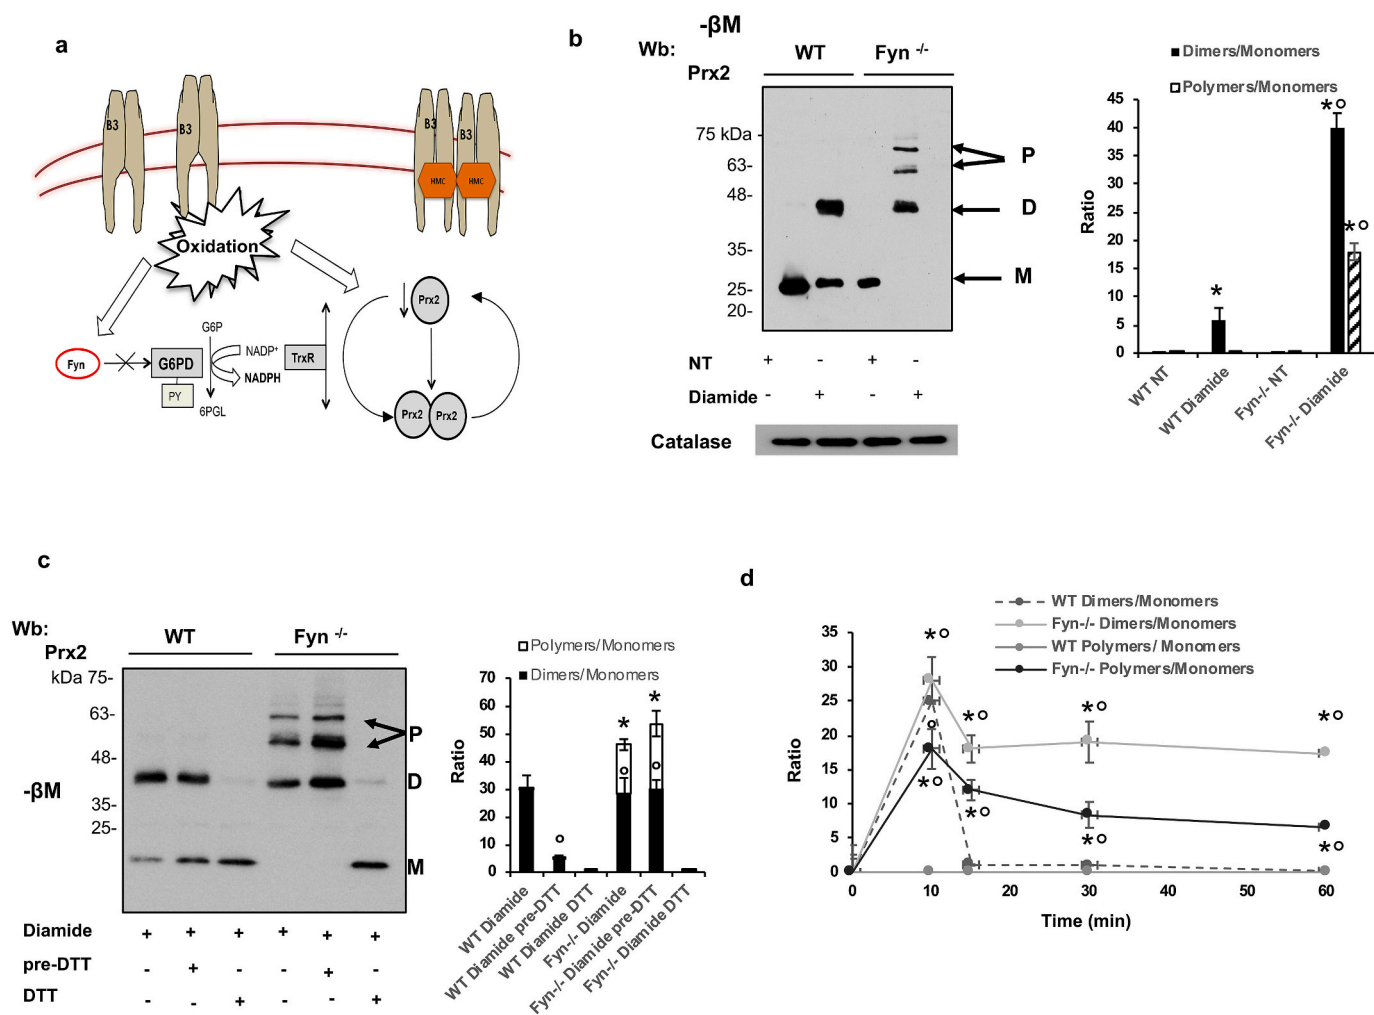 a
B3
B3
B3
B3
HMC
HMC
Oxidation
Fyn
G6PD
PY
G6P
NADP+
NADPH
6PGL
TrxR
Prx2
Prx2
Prx2
b
-βM
Wb:
WT
Fyn -/-
Prx2
75 kDa
63-
48-
35-
25-
20-
P
D
M
NT
+
-
+
-
Diamide
-
+
-
+
Catalase
Dimers/Monomers
Polymers/Monomers
45
40
35
30
25
20
15
10
5
0
Ratio
*
*o
*o
WT NT
WT Diamide
Fyn-/- NT
Fyn-/- Diamide
c
Wb:
Prx2
WT
Fyn -/-
kDa 75-
63-
48-
35-
25-
-βM
P
D
M
Diamide
+ + + + + +
pre-DTT
- + - - + -
DTT
- - + - - +
Polymers/Monomers
Dimers/Monomers
70
60
50
40
30
20
10
0
Ratio
o
*
o
*
o
WT Diamide
WT Diamide pre-DTT
WT Diamide DTT
Fyn-/- Diamide
Fyn-/- Diamide pre-DTT
Fyn-/- Diamide DTT
d
WT Dimers/Monomers
Fyn-/- Dimers/Monomers
WT Polymers/ Monomers
Fyn-/- Polymers/Monomers
35
30
25
20
15
10
5
0
Ratio
*o
*o
*o
*o
o
*o
*o
*o
*o
0
10
20
30
40
50
60
Time (min)